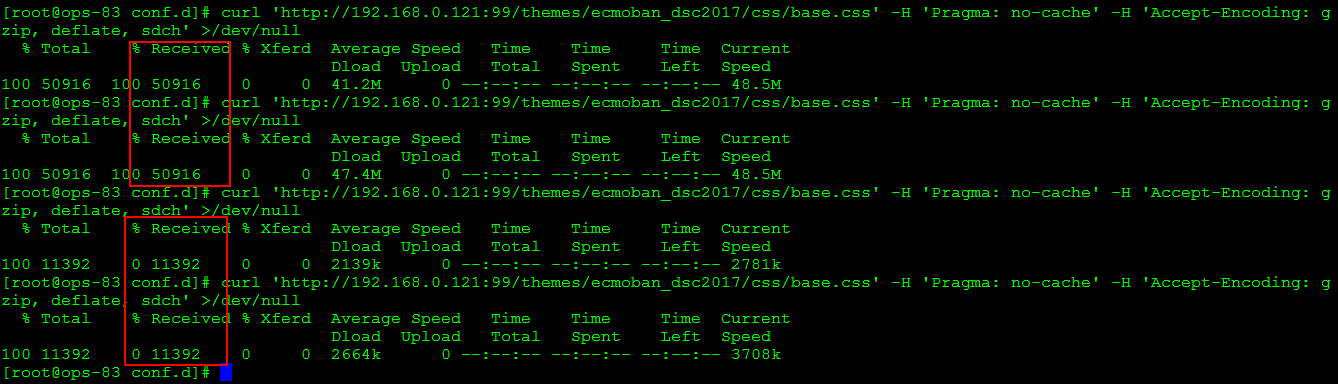 [root@ops-83 conf.d]# curl 'http://192.168.0.121:99/themes/ecmoban_dsc2017/css/base.css' -H 'Pragma: no-cache' -H 'Accept-Encoding: g
zip, deflate, sdch' >/dev/null
  % Total    % Received % Xferd  Average Speed   Time    Time     Time  Current
                                 Dload  Upload   Total   Spent    Left  Speed
100 50916  100 50916    0     0  41.2M      0 --:--:-- --:--:-- --:--:-- 48.5M
[root@ops-83 conf.d]# curl 'http://192.168.0.121:99/themes/ecmoban_dsc2017/css/base.css' -H 'Pragma: no-cache' -H 'Accept-Encoding: g
zip, deflate, sdch' >/dev/null
  % Total    % Received % Xferd  Average Speed   Time    Time     Time  Current
                                 Dload  Upload   Total   Spent    Left  Speed
100 50916  100 50916    0     0  47.4M      0 --:--:-- --:--:-- --:--:-- 48.5M
[root@ops-83 conf.d]# curl 'http://192.168.0.121:99/themes/ecmoban_dsc2017/css/base.css' -H 'Pragma: no-cache' -H 'Accept-Encoding: g
zip, deflate, sdch' >/dev/null
  % Total    % Received % Xferd  Average Speed   Time    Time     Time  Current
                                 Dload  Upload   Total   Spent    Left  Speed
100 11392    0 11392    0     0  2139k      0 --:--:-- --:--:-- --:--:-- 2781k
[root@ops-83 conf.d]# curl 'http://192.168.0.121:99/themes/ecmoban_dsc2017/css/base.css' -H 'Pragma: no-cache' -H 'Accept-Encoding: g
zip, deflate, sdch' >/dev/null
  % Total    % Received % Xferd  Average Speed   Time    Time     Time  Current
                                 Dload  Upload   Total   Spent    Left  Speed
100 11392    0 11392    0     0  2664k      0 --:--:-- --:--:-- --:--:-- 3708k
[root@ops-83 conf.d]#